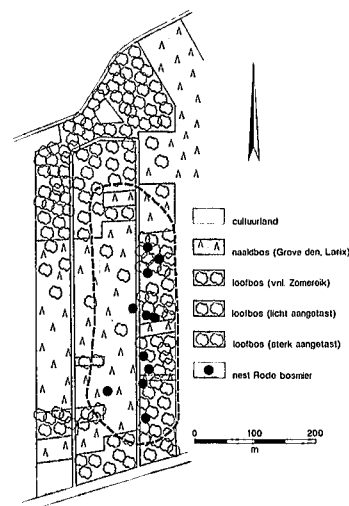 cultuurland
naaldbos (Grove den, Larix)
loofbos (vnl. Zomereik)
loofbos (licht aangetast)
loofbos (sterk aangetast)
nest Rode bosmier
0 100 200
m